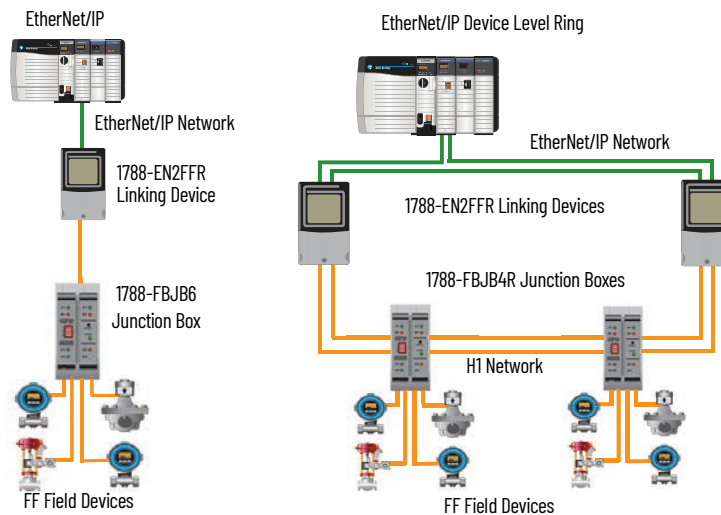 EtherNet/IP
EtherNet/IP Network
1788-EN2FFR
Linking Device
1788-FBJB6
Junction Box
FF Field Devices
EtherNet/IP Device Level Ring
EtherNet/IP Network
1788-EN2FFR Linking Devices
1788-FBJB4R Junction Boxes
H1 Network
FF Field Devices